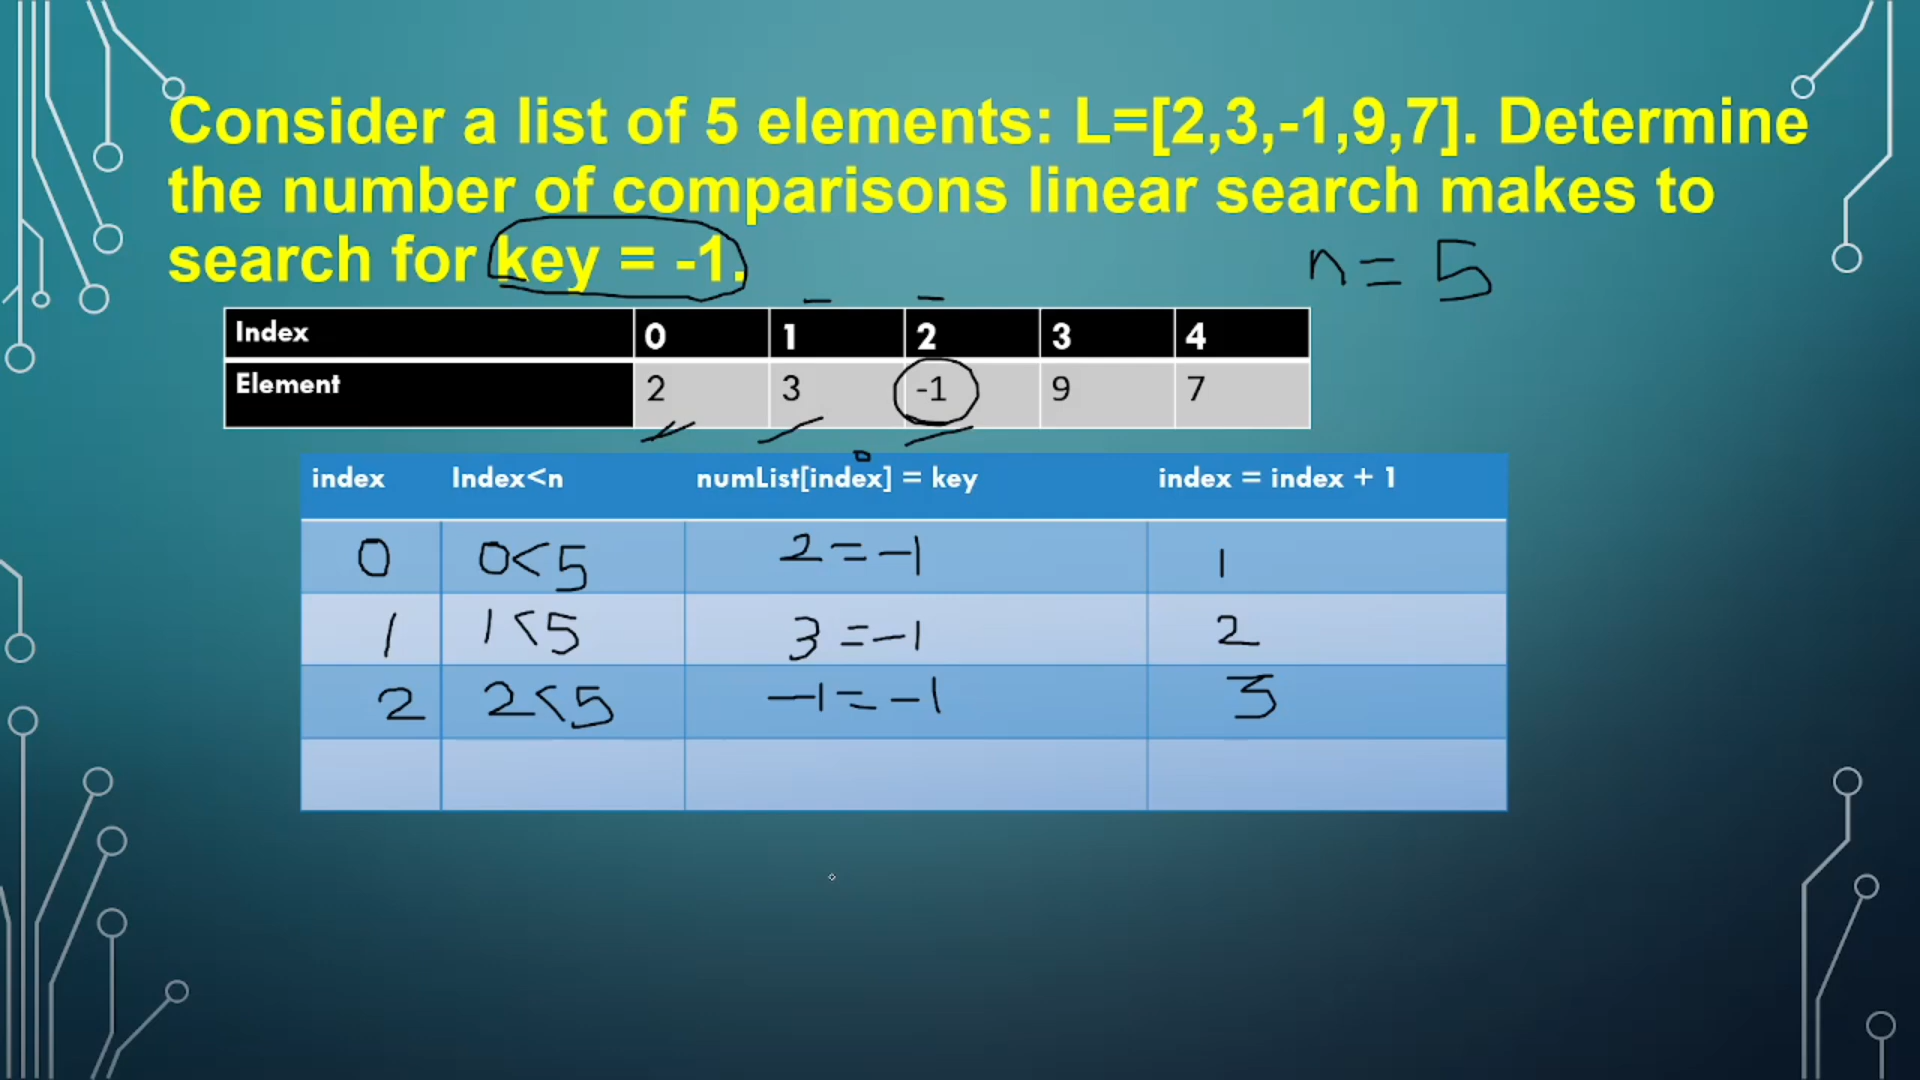 Consider a list of 5 elements: L=[2,3,-1,9,7]. Determine
the number of comparisons linear search makes to
search for key = -1.
n = 5
Index 0 1 2 3 4
Element 2 3 -1 9 7
index Index<n numList[index] = key index = index + 1
0 0<5 2=-1 1
1 1<5 3=-1 2
2 2<5 -1=-1 3